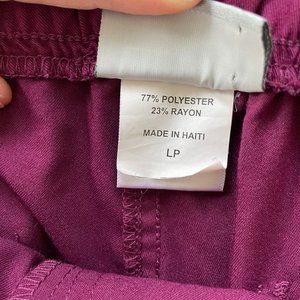 77% POLYESTER
23% RAYON
MADE IN HAITI
LP